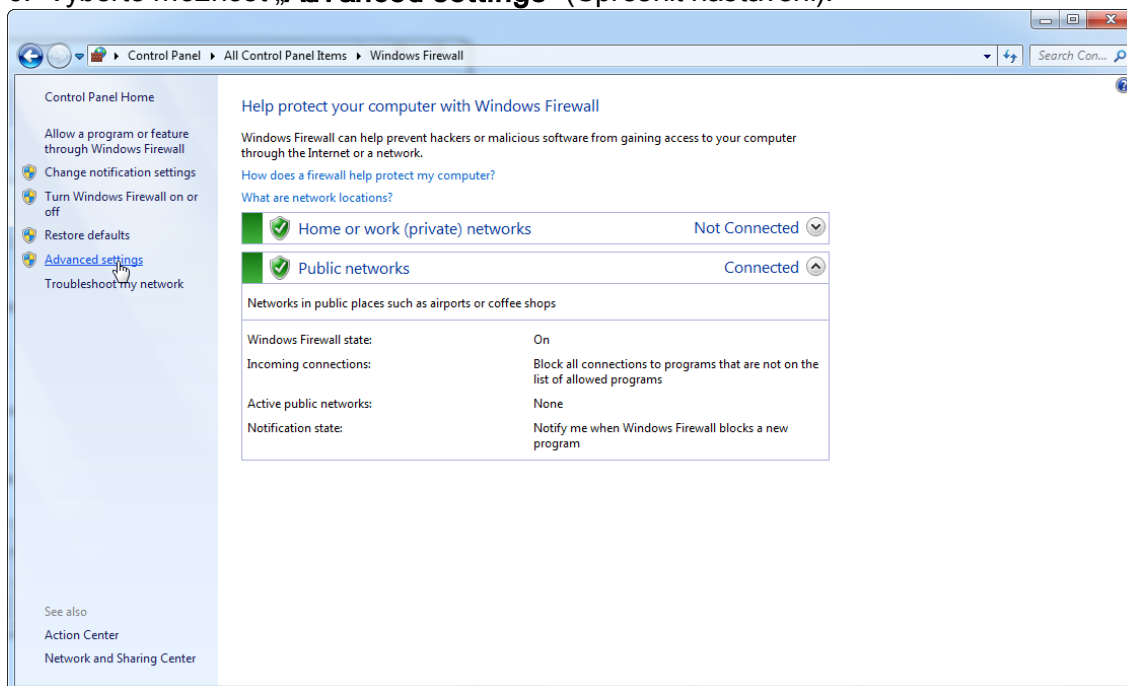 Vyberte možnost „Advanced settings“ (Upřesnit nastavení).
Control Panel ▸ All Control Panel Items ▸ Windows Firewall
Search Con...
Control Panel Home
Allow a program or feature
through Windows Firewall
Change notification settings
Turn Windows Firewall on or
off
Restore defaults
Advanced settings
Troubleshoot my network
See also
Action Center
Network and Sharing Center
Help protect your computer with Windows Firewall
Windows Firewall can help prevent hackers or malicious software from gaining access to your computer
through the Internet or a network.
How does a firewall help protect my computer?
What are network locations?
Home or work (private) networks Not Connected
Public networks Connected
Networks in public places such as airports or coffee shops
Windows Firewall state: On
Incoming connections: Block all connections to programs that are not on the
list of allowed programs
Active public networks: None
Notification state: Notify me when Windows Firewall blocks a new
program